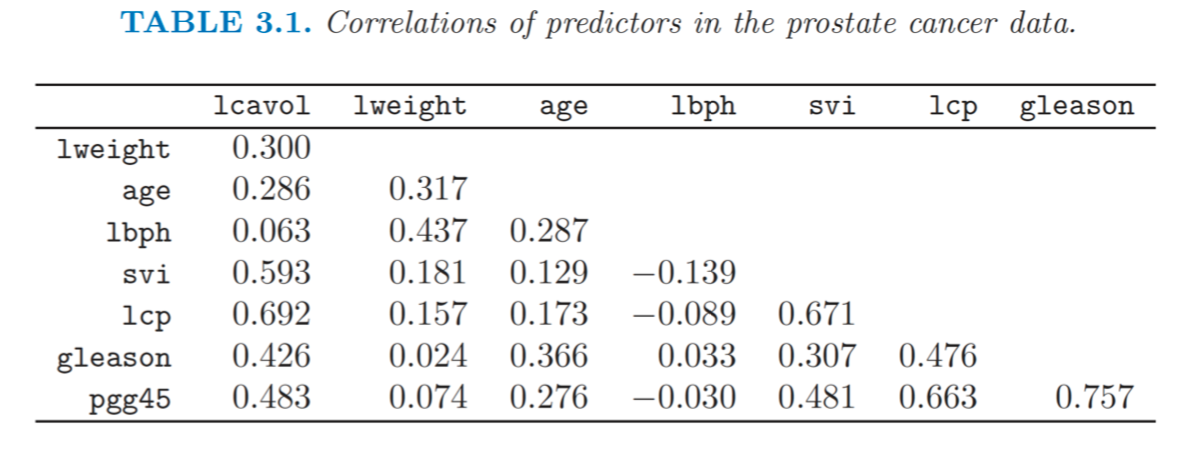 TABLE 3.1. Correlations of predictors in the prostate cancer data.
lcavol lweight age lbph svi lcp gleason
lweight 0.300
age 0.286 0.317
lbph 0.063 0.437 0.287
svi 0.593 0.181 0.129 −0.139
lcp 0.692 0.157 0.173 −0.089 0.671
gleason 0.426 0.024 0.366 0.033 0.307 0.476
pgg45 0.483 0.074 0.276 −0.030 0.481 0.663 0.757